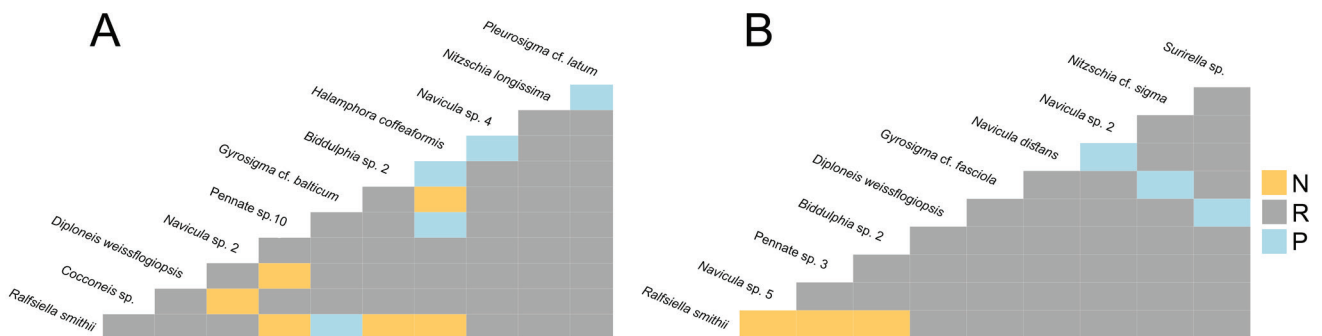 A
Pleurosigma cf. latum
Nitzschia longissima
Navicula sp. 4
Halamphora coffeaformis
Biddulphia sp. 2
Gyrosigma cf. balticum
Pennate sp.10
Navicula sp. 2
Diploneis weissflogiopsis
Cocconeis sp.
Ralfsiella smithii
B
Surirella sp.
Nitzschia cf. sigma
Navicula sp. 2
Navicula distans
Gyrosigma cf. fasciola
Diploneis weissflogiopsis
Biddulphia sp. 2
Pennate sp. 3
Navicula sp. 5
Ralfsiella smithii
N
R
P